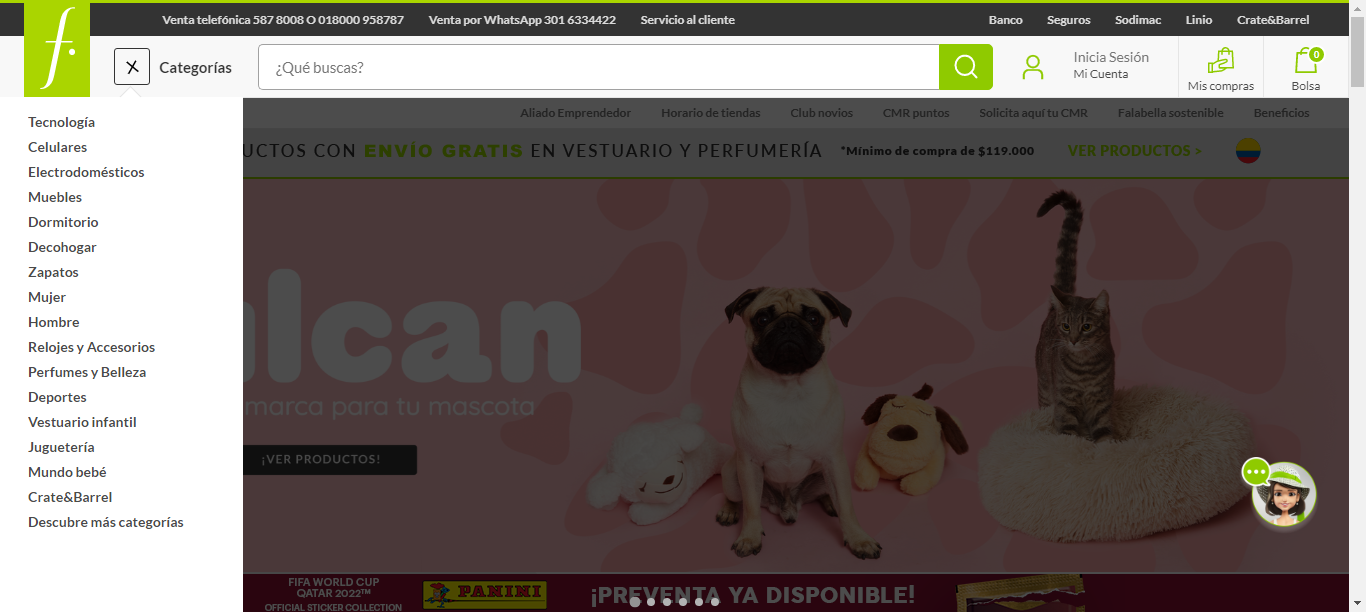 Venta telefónica 587 8008 O 018000 958787 Venta por WhatsApp 301 6334422 Servicio al cliente Banco Seguros Sodimac Linio Crate&Barrel
f.
X Categorías ¿Qué buscas? Inicia Sesión
Mi Cuenta
Mis compras
0
Bolsa
Tecnología
Celulares
Electrodomésticos
Muebles
Dormitorio
Decohogar
Zapatos
Mujer
Hombre
Relojes y Accesorios
Perfumes y Belleza
Deportes
Vestuario infantil
Juguetería
Mundo bebé
Crate&Barrel
Descubre más categorías
Aliado Emprendedor Horario de tiendas Club novios CMR puntos Solicita aquí tu CMR Falabella sostenible Beneficios
UCTOS CON ENVÍO GRATIS EN VESTUARIO Y PERFUMERÍA *Mínimo de compra de $119.000 VER PRODUCTOS >
lcan
marca para tu mascota
¡VER PRODUCTOS!
FIFA WORLD CUP
QATAR 2022™
OFFICIAL STICKER COLLECTION
PANINI
¡PREVENTA YA DISPONIBLE!